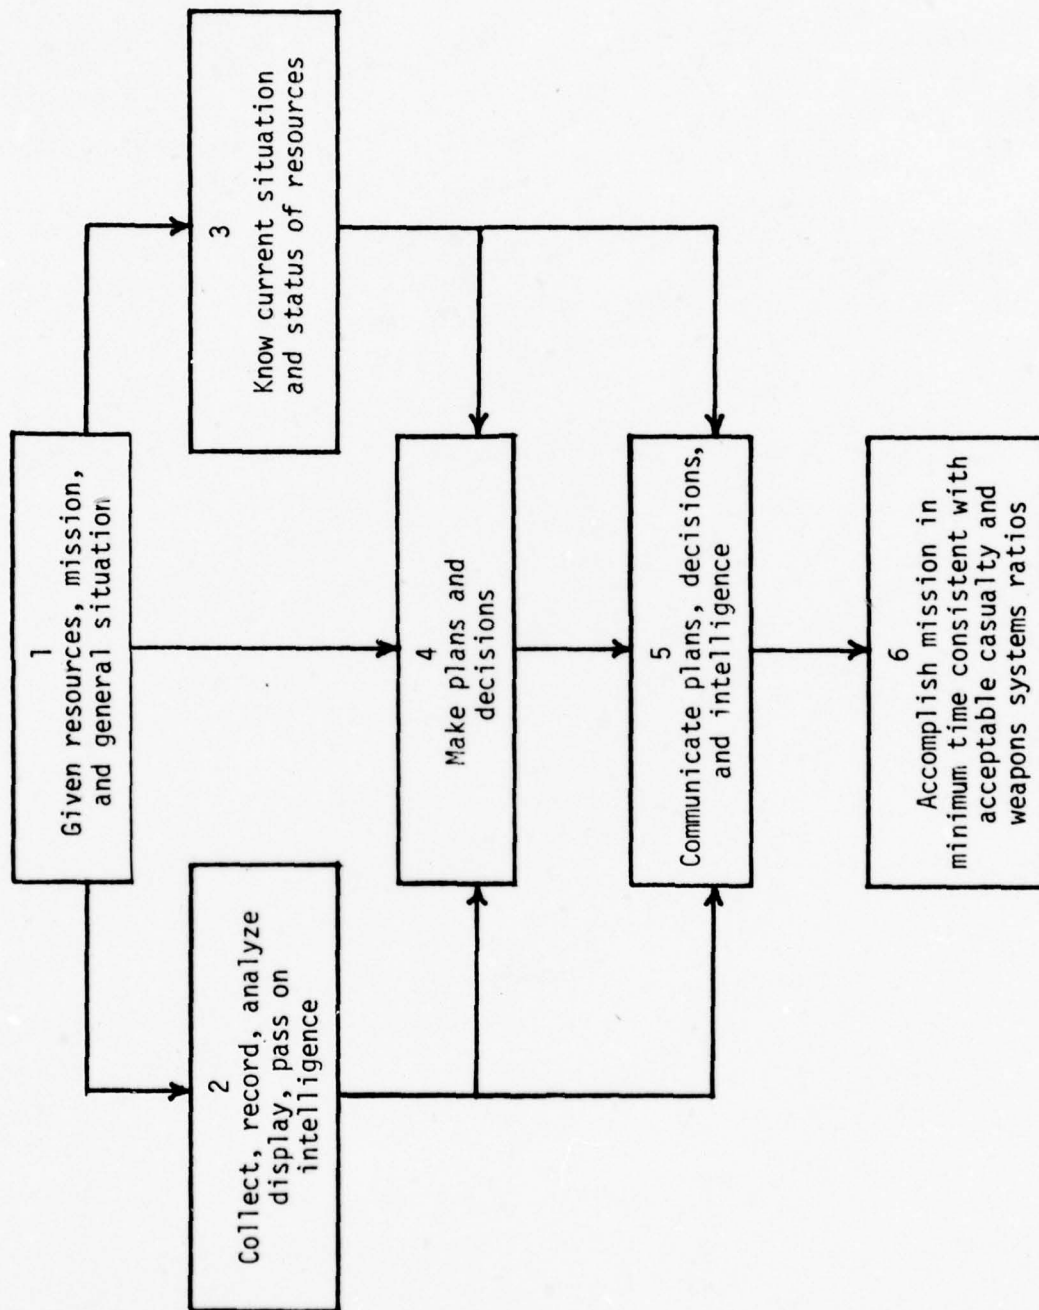 1
Given resources, mission,
and general situation
2
Collect, record, analyze
display, pass on
intelligence
3
Know current situation
and status of resources
4
Make plans and
decisions
5
Communicate plans, decisions,
and intelligence
6
Accomplish mission in
minimum time consistent with
acceptable casualty and
weapons systems ratios